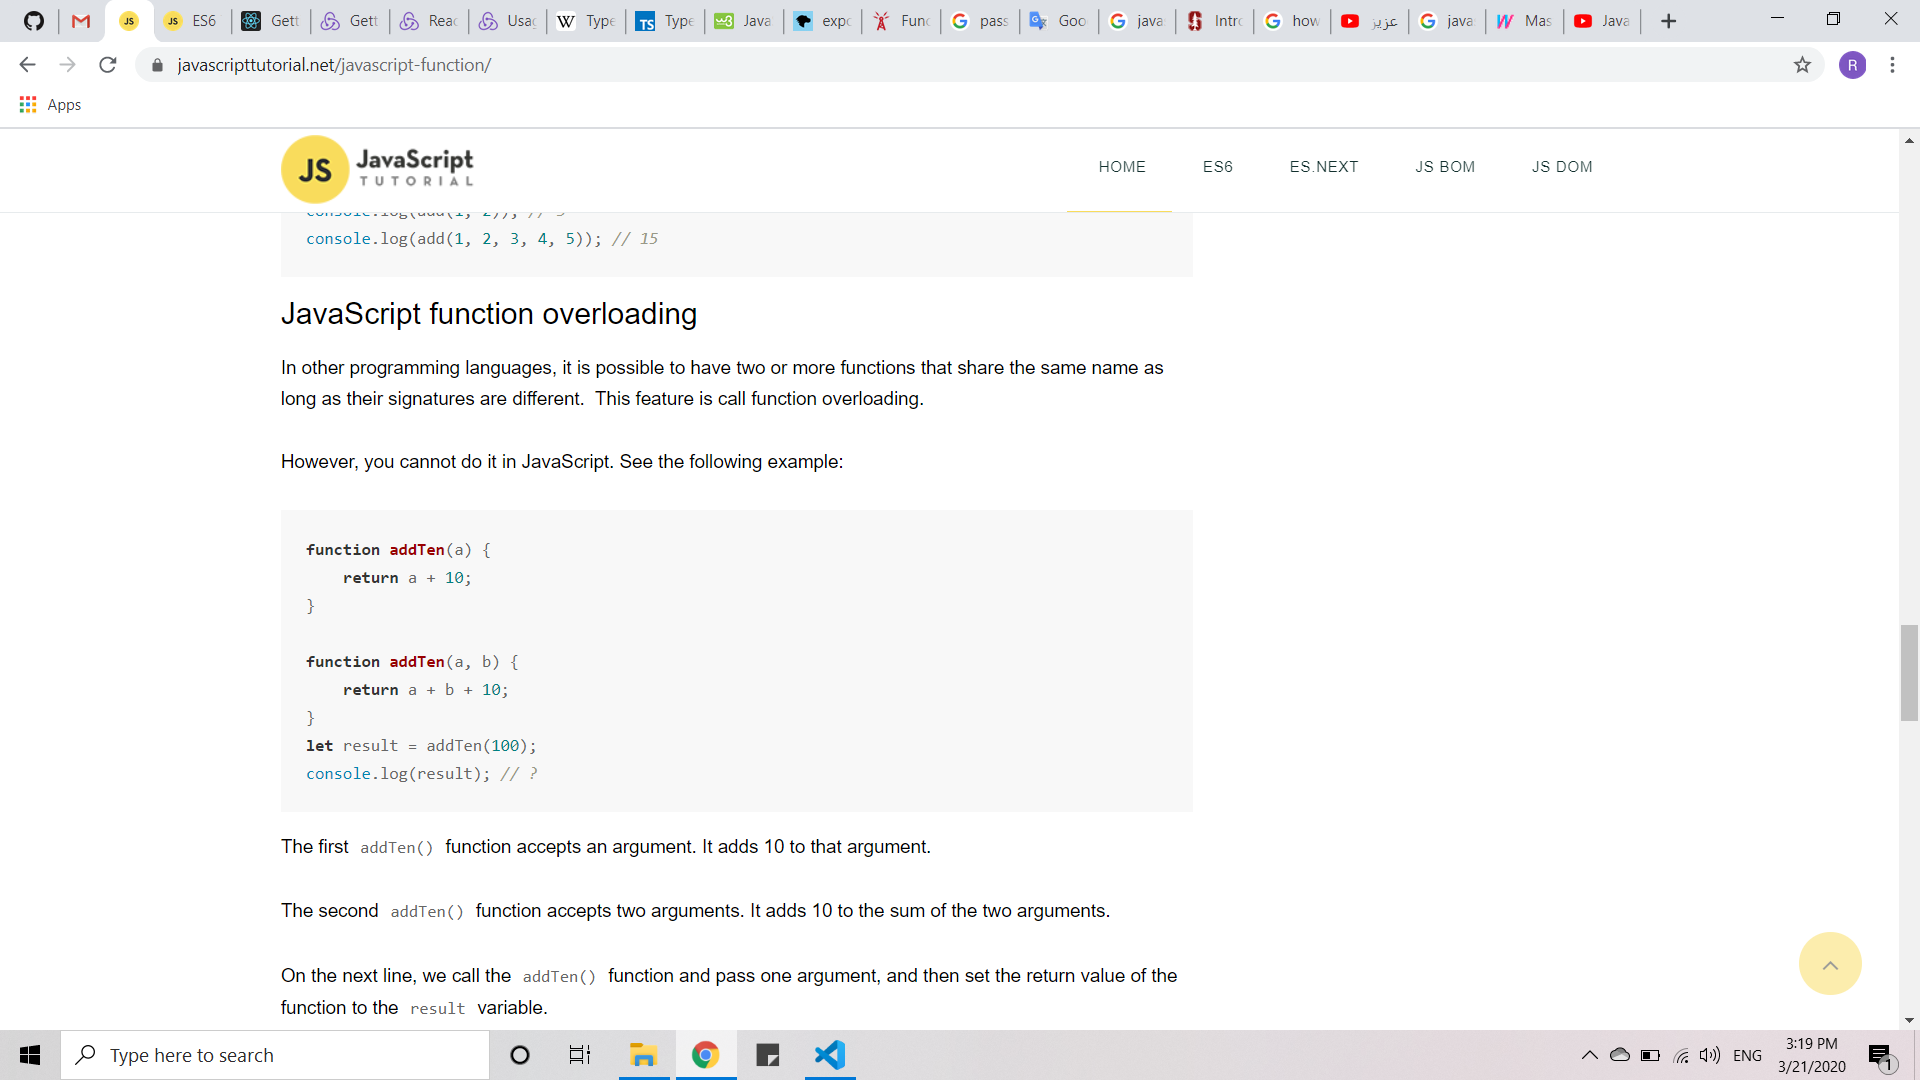 ES6
Gett
Gett
Reac
Usag
Type
Type
Java
expo
Func
pass
Goo
java
Intro
how
عزيز
java
Mas
Java
javascripttutorial.net/javascript-function/
R
Apps
JS JavaScript
TUTORIAL
HOME ES6 ES.NEXT JS BOM JS DOM
console.log(add(1, 2)); // 3
console.log(add(1, 2, 3, 4, 5)); // 15
JavaScript function overloading
In other programming languages, it is possible to have two or more functions that share the same name as
long as their signatures are different.  This feature is call function overloading.
However, you cannot do it in JavaScript. See the following example:
function addTen(a) {
    return a + 10;
}
function addTen(a, b) {
    return a + b + 10;
}
let result = addTen(100);
console.log(result); // ?
The first addTen() function accepts an argument. It adds 10 to that argument.
The second addTen() function accepts two arguments. It adds 10 to the sum of the two arguments.
On the next line, we call the addTen() function and pass one argument, and then set the return value of the
function to the result variable.
Type here to search
ENG
3:19 PM
3/21/2020
1